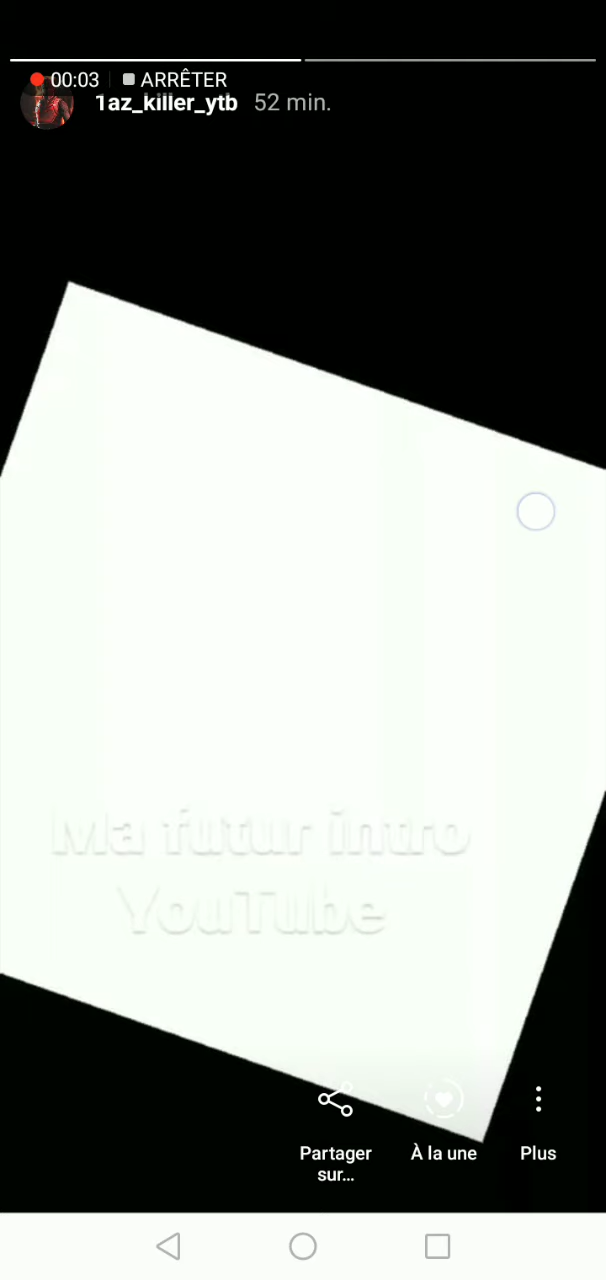 00:03 ARRÊTER
1az_killer_ytb 52 min.
Ma futur intro
YouTube
Partager
sur...
À la une
Plus